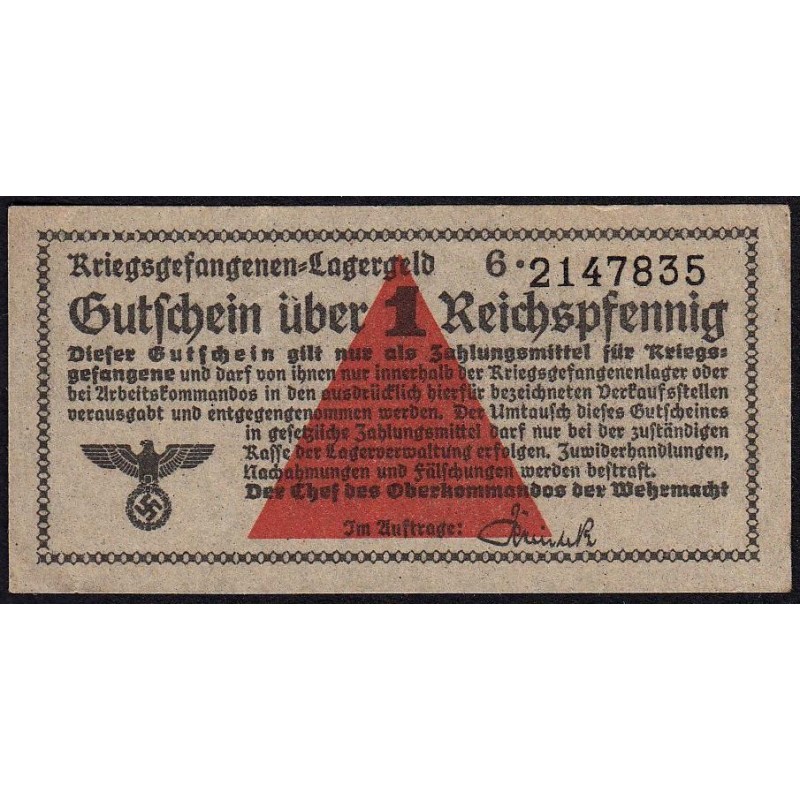 Kriegsgefangenen-Lagergeld 6·2147835
Gutschein über 1 Reichspfennig
Dieser Gutschein gilt nur als Zahlungsmittel für Kriegs-
gefangene und darf von ihnen nur innerhalb der Kriegsgefangenenlager oder
bei Arbeitskommandos in den ausdrücklich hierfür bezeichneten Verkaufsstellen
verausgabt und entgegengenommen werden. Der Umtausch dieses Gutscheines
in gesetzliche Zahlungsmittel darf nur bei der zuständigen
Kasse der Lagerverwaltung erfolgen. Zuwiderhandlungen,
Nachahmungen und Fälschungen werden bestraft.
Der Chef des Oberkommandos der Wehrmacht
Im Auftrage: